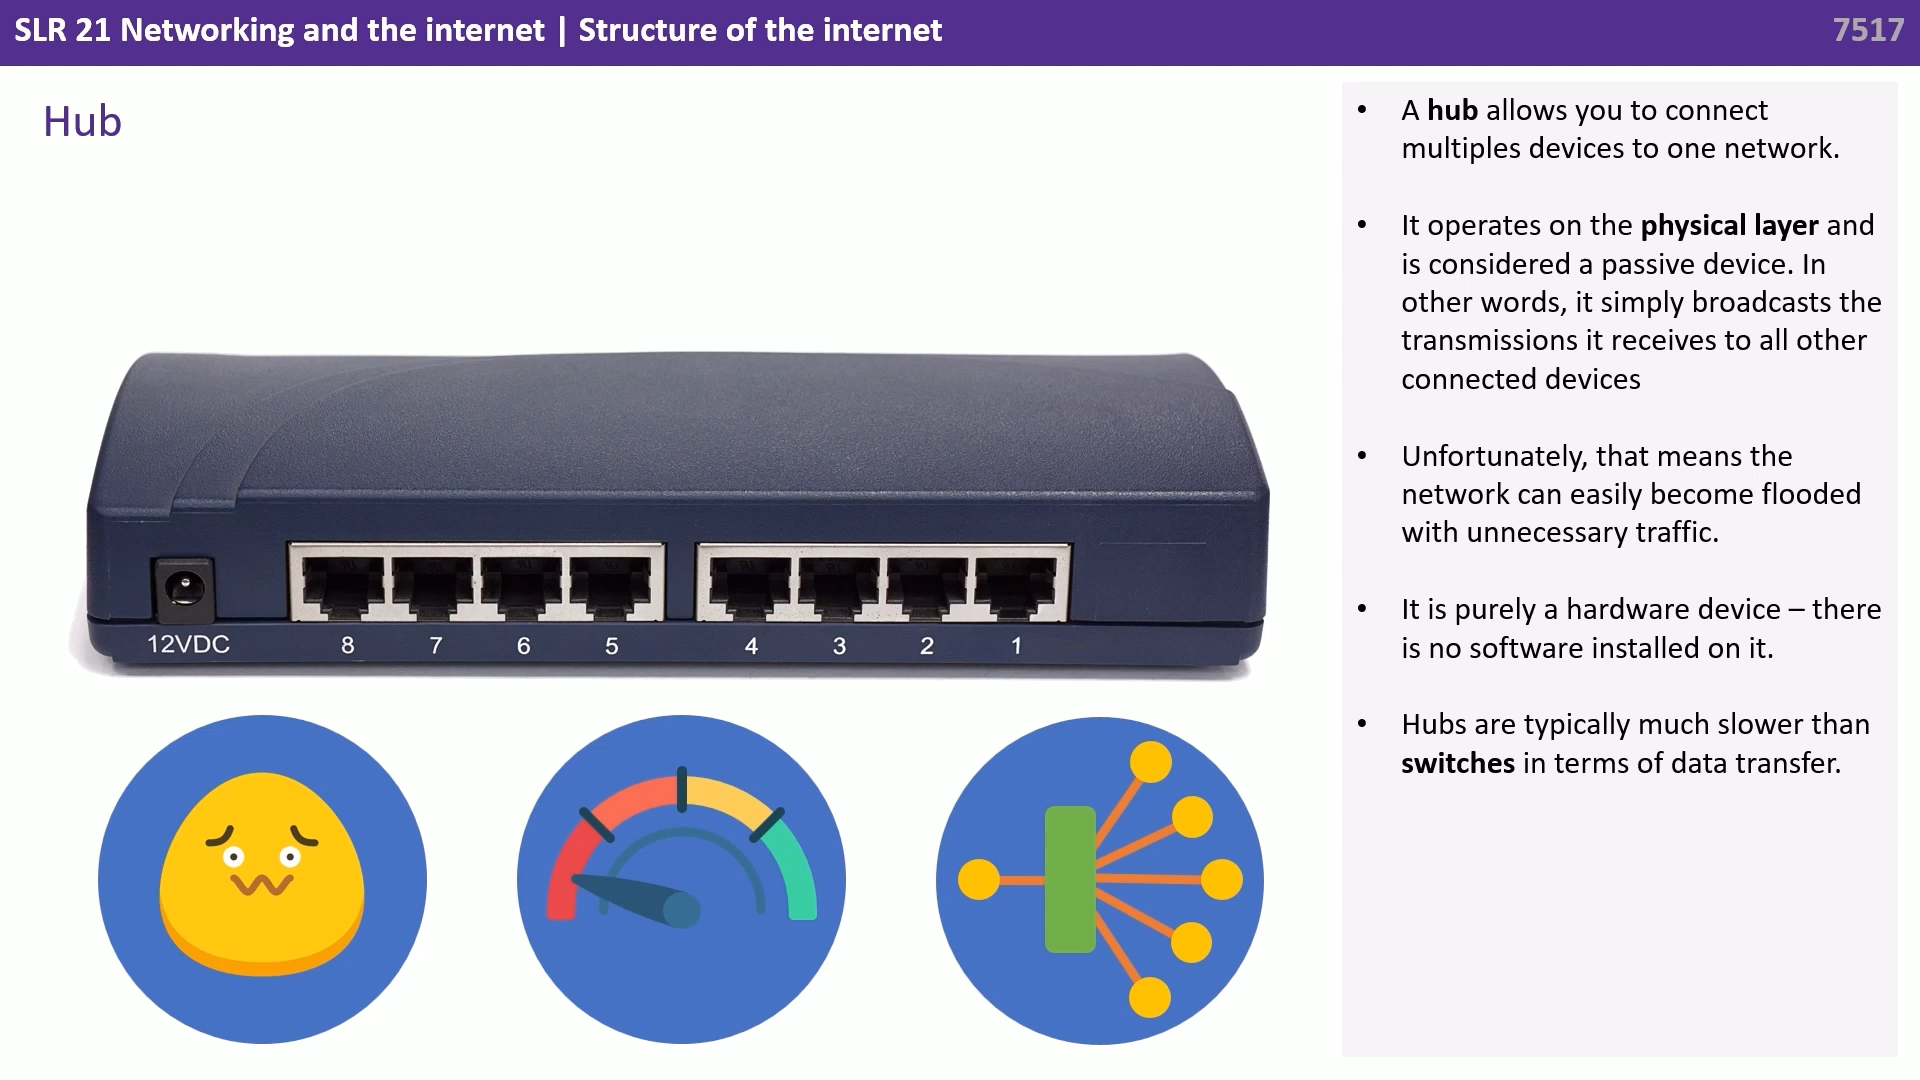 SLR 21 Networking and the internet | Structure of the internet
7517
Hub
• A hub allows you to connect
multiples devices to one network.
• It operates on the physical layer and
is considered a passive device. In
other words, it simply broadcasts the
transmissions it receives to all other
connected devices
• Unfortunately, that means the
network can easily become flooded
with unnecessary traffic.
• It is purely a hardware device – there
is no software installed on it.
• Hubs are typically much slower than
switches in terms of data transfer.
12VDC 8 7 6 5 4 3 2 1